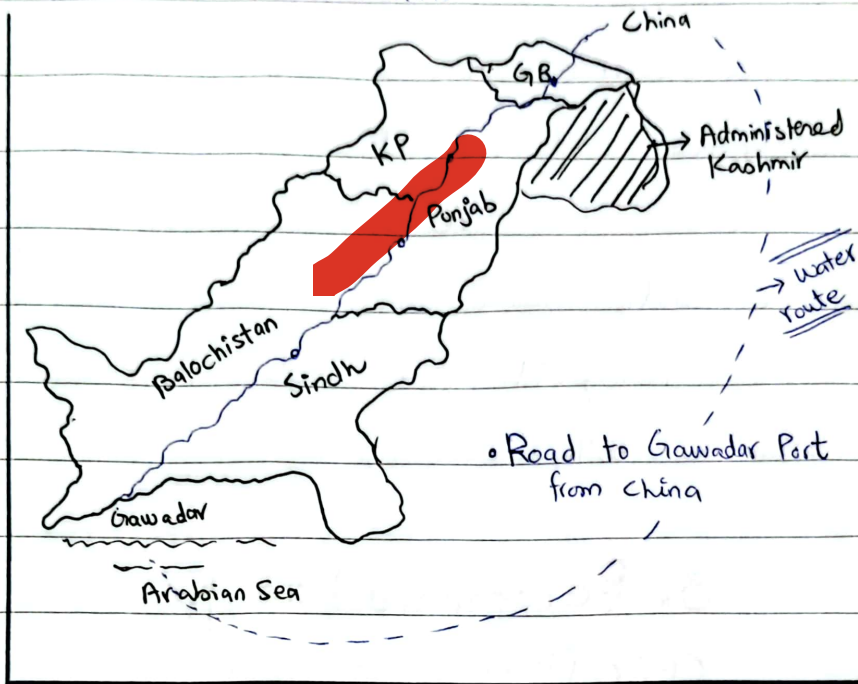 China
GB
KP
Administered
Kashmir
Punjab
→ water
route
Balochistan
Sindh
• Road to Gawadar Port
from China
Gawadar
Arabian Sea